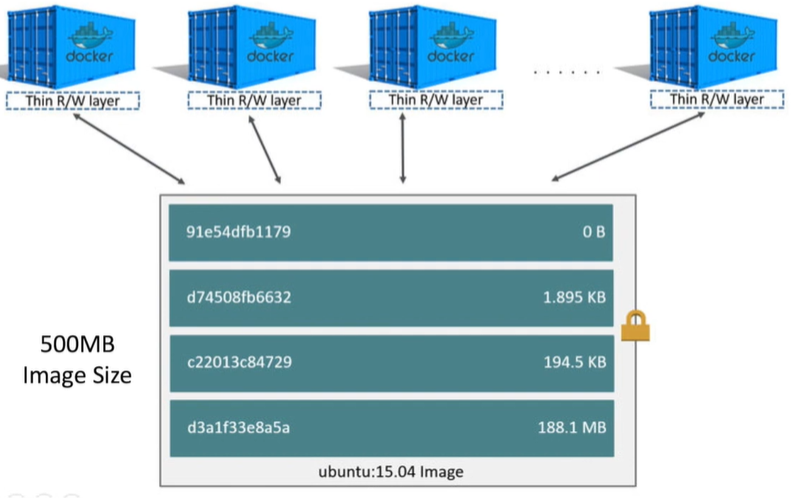 docker
docker
docker
docker
Thin R/W layer
Thin R/W layer
Thin R/W layer
. . . . . .
Thin R/W layer
91e54dfb1179 0 B
d74508fb6632 1.895 KB
c22013c84729 194.5 KB
d3a1f33e8a5a 188.1 MB
ubuntu:15.04 Image
500MB
Image Size